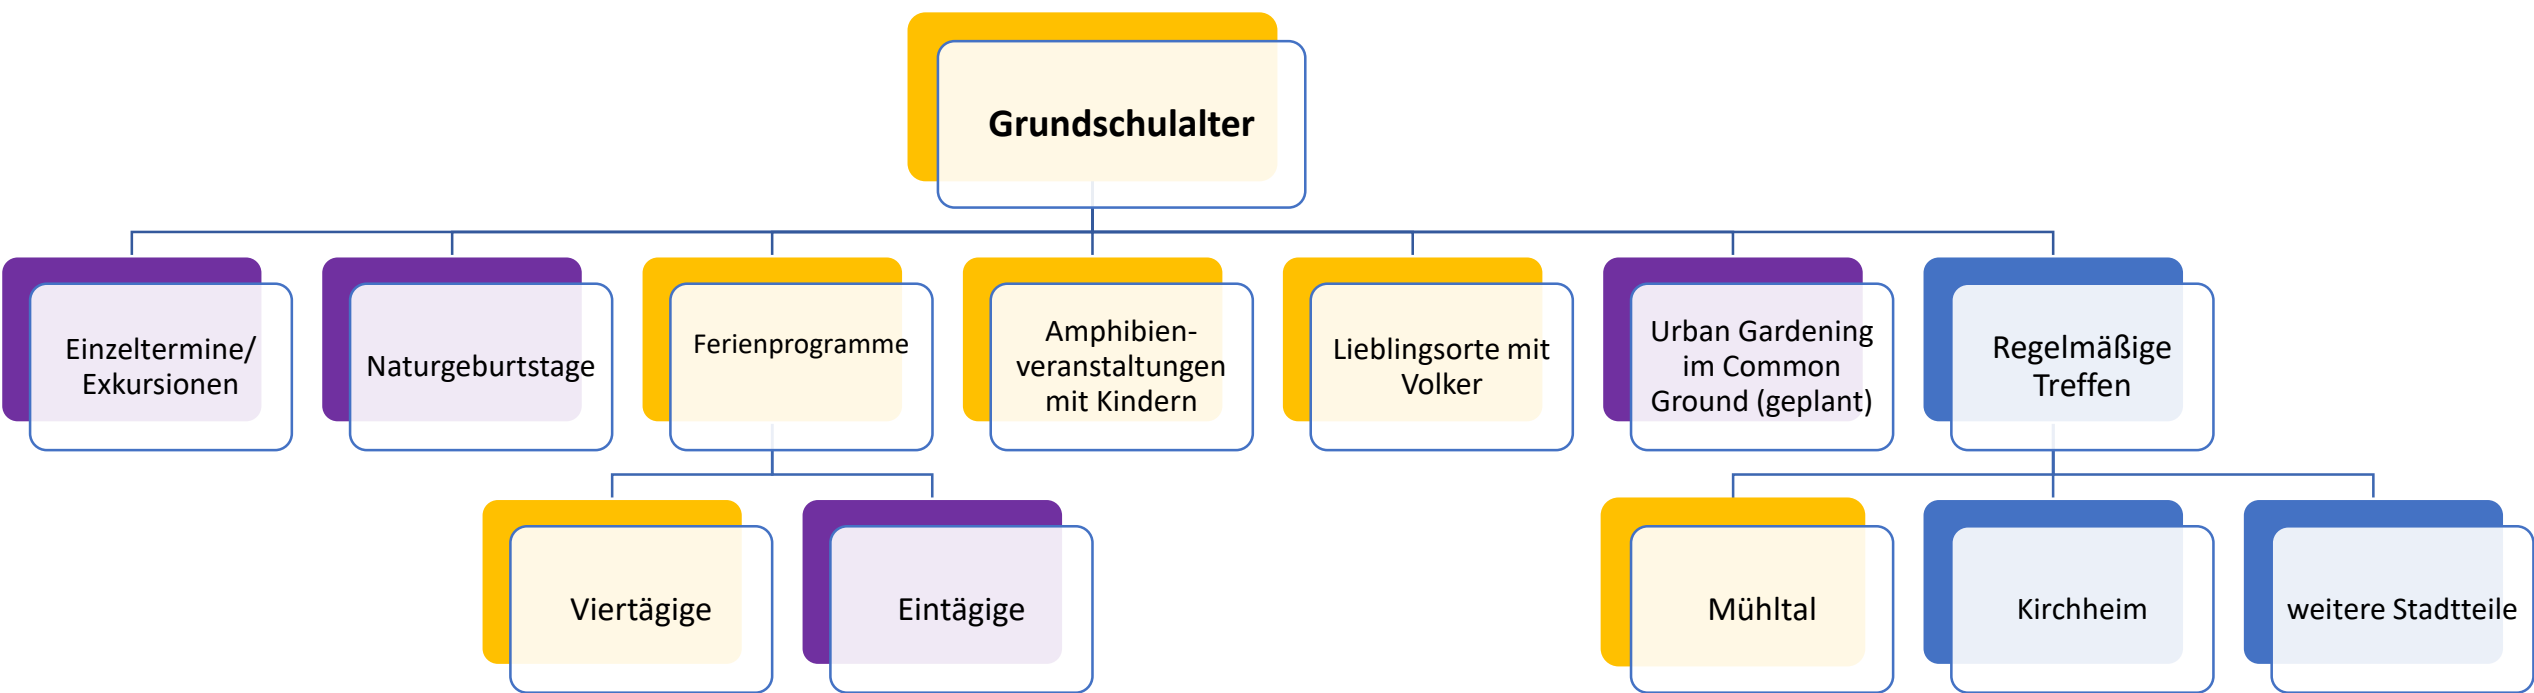 Grundschulalter
Einzeltermine/
Exkursionen
Naturgeburtstage
Ferienprogramme
Amphibien-
veranstaltungen
mit Kindern
Lieblingsorte mit
Volker
Urban Gardening
im Common
Ground (geplant)
Regelmäßige
Treffen
Viertägige
Eintägige
Mühltal
Kirchheim
weitere Stadtteile